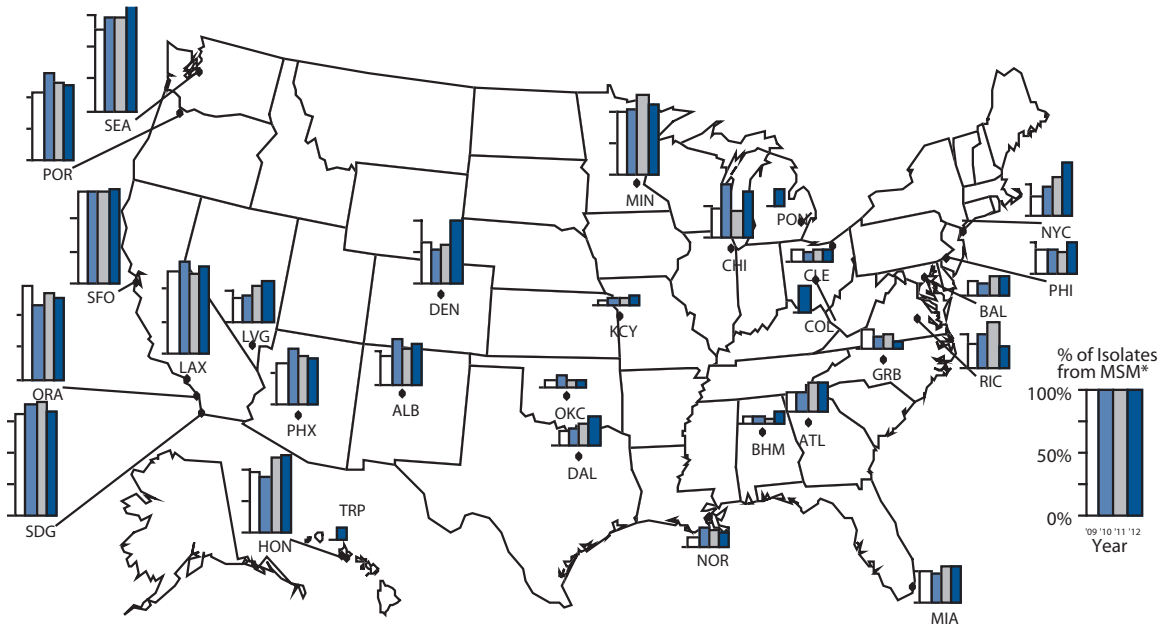 SEA
POR
MIN
PON
NYC
CHI
SFO
CLE
PHI
DEN
BAL
KCY
COL
LVG
LAX
ORA
GRB
RIC
% of Isolates
from MSM*
ALB
OKC
PHX
ATL
BHM
DAL
100%
50%
0%
SDG
TRP
HON
NOR
'09 '10 '11 '12
Year
MIA